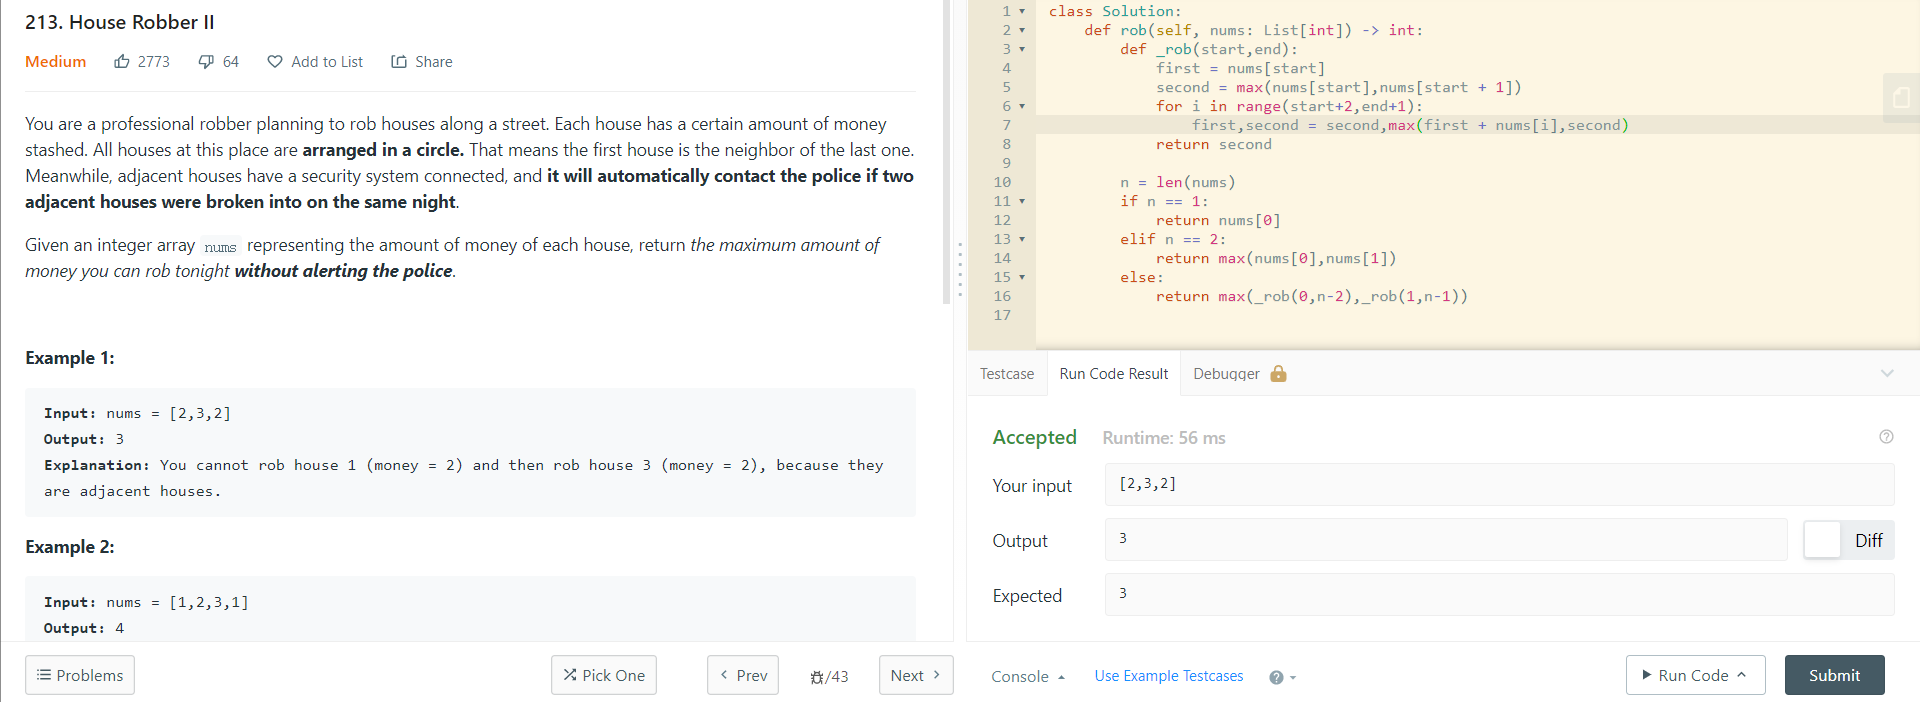 213. House Robber II
Medium 2773 64 Add to List Share
You are a professional robber planning to rob houses along a street. Each house has a certain amount of money
stashed. All houses at this place are arranged in a circle. That means the first house is the neighbor of the last one.
Meanwhile, adjacent houses have a security system connected, and it will automatically contact the police if two
adjacent houses were broken into on the same night.
Given an integer array nums representing the amount of money of each house, return the maximum amount of
money you can rob tonight without alerting the police.
Example 1:
Input: nums = [2,3,2]
Output: 3
Explanation: You cannot rob house 1 (money = 2) and then rob house 3 (money = 2), because they
are adjacent houses.
Example 2:
Input: nums = [1,2,3,1]
Output: 4
Problems Pick One < Prev /43 Next >
1 class Solution:
2 def rob(self, nums: List[int]) -> int:
3 def _rob(start,end):
4 first = nums[start]
5 second = max(nums[start],nums[start + 1])
6 for i in range(start+2,end+1):
7 first,second = second,max(first + nums[i],second)
8 return second
9
10 n = len(nums)
11 if n == 1:
12 return nums[0]
13 elif n == 2:
14 return max(nums[0],nums[1])
15 else:
16 return max(_rob(0,n-2),_rob(1,n-1))
17
Testcase Run Code Result Debugger
Accepted Runtime: 56 ms
Your input [2,3,2]
Output 3 Diff
Expected 3
Console Use Example Testcases Run Code Submit